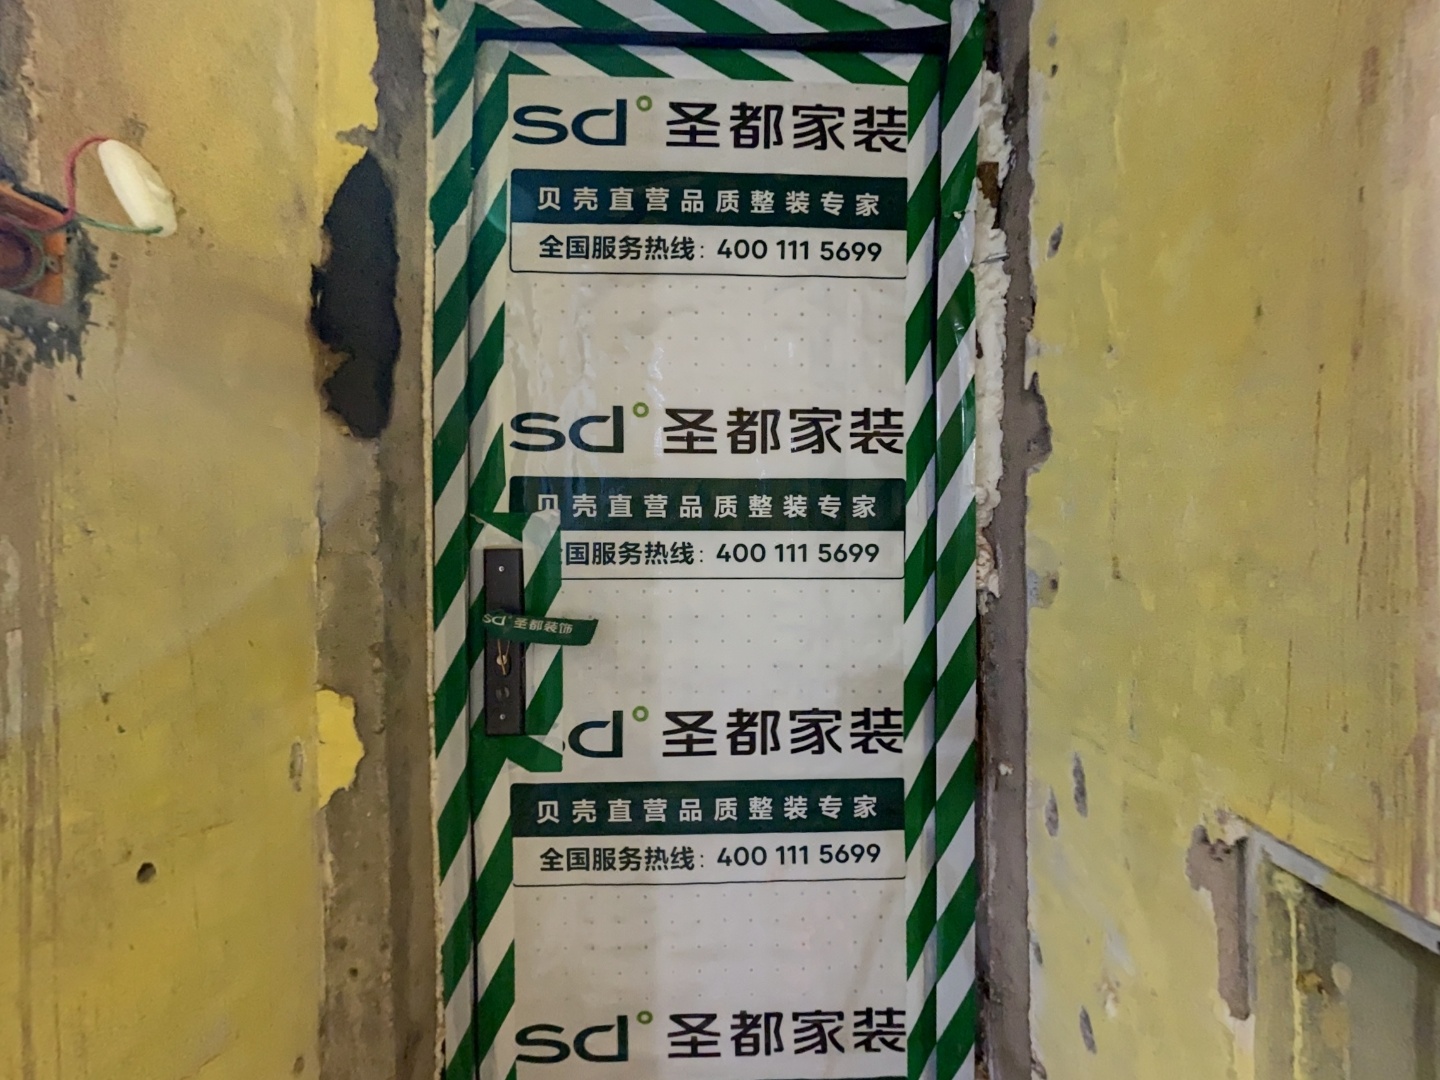 sd° 圣都家装
贝壳直营品质整装专家
全国服务热线：400 111 5699
sd° 圣都家装
贝壳直营品质整装专家
国服务热线：400 111 5699
sd° 圣都装饰
d° 圣都家装
贝壳直营品质整装专家
全国服务热线：400 111 5699
sd° 圣都家装